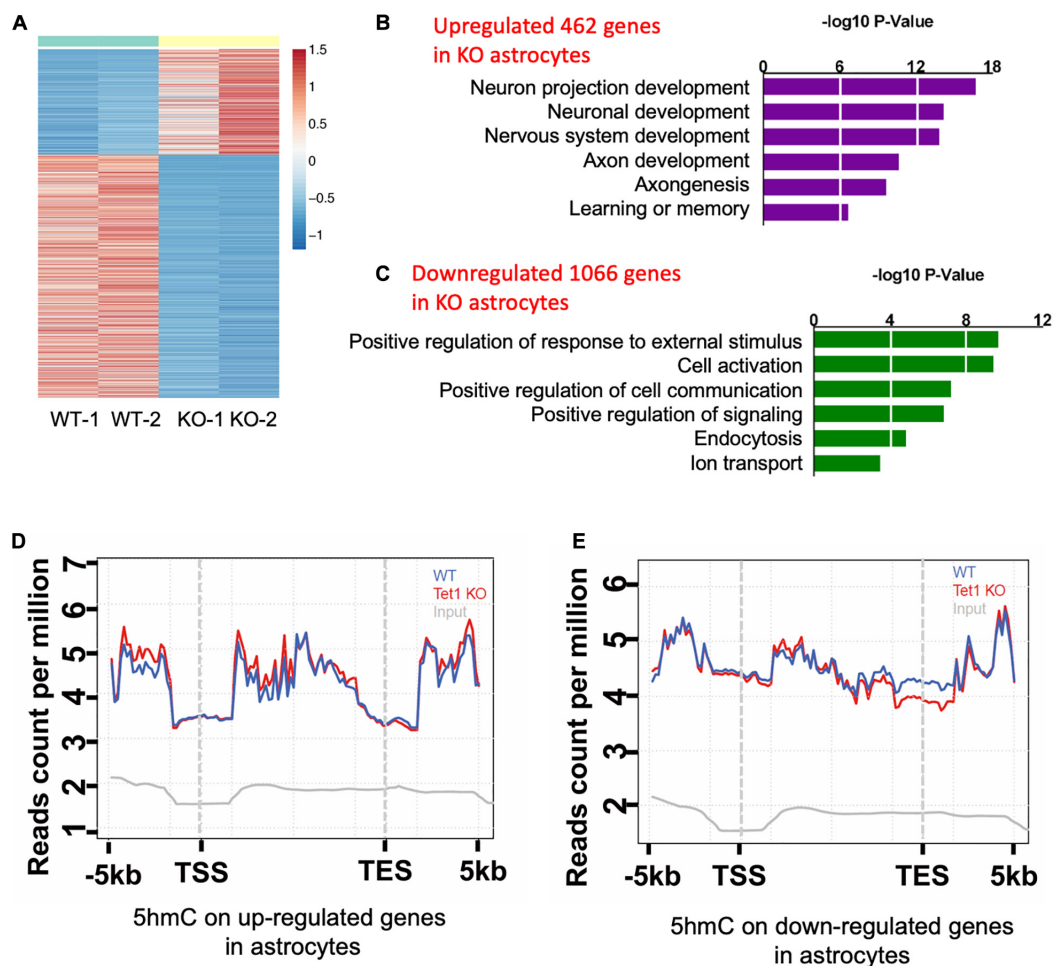 A
1.5
1
0.5
0
−0.5
−1
WT-1 WT-2 KO-1 KO-2
B
Upregulated 462 genes
in KO astrocytes
-log10 P-Value
0 6 12 18
Neuron projection development
Neuronal development
Nervous system development
Axon development
Axongenesis
Learning or memory
C
Downregulated 1066 genes
in KO astrocytes
-log10 P-Value
0 4 8 12
Positive regulation of response to external stimulus
Cell activation
Positive regulation of cell communication
Positive regulation of signaling
Endocytosis
Ion transport
D
Reads count per million
7
6
5
4
3
2
1
WT
Tet1 KO
Input
-5kb TSS TES 5kb
5hmC on up-regulated genes
in astrocytes
E
Reads count per million
6
5
4
3
2
WT
Tet1 KO
Input
-5kb TSS TES 5kb
5hmC on down-regulated genes
in astrocytes